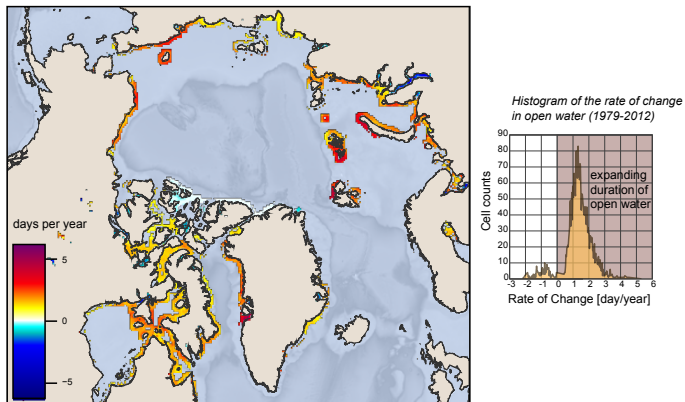 days per year
5
0
−5
Histogram of the rate of change
in open water (1979-2012)
90
80
70
60
50
40
30
20
10
0
Cell counts
expanding
duration of
open water
-3 -2 -1 0 1 2 3 4 5 6
Rate of Change [day/year]